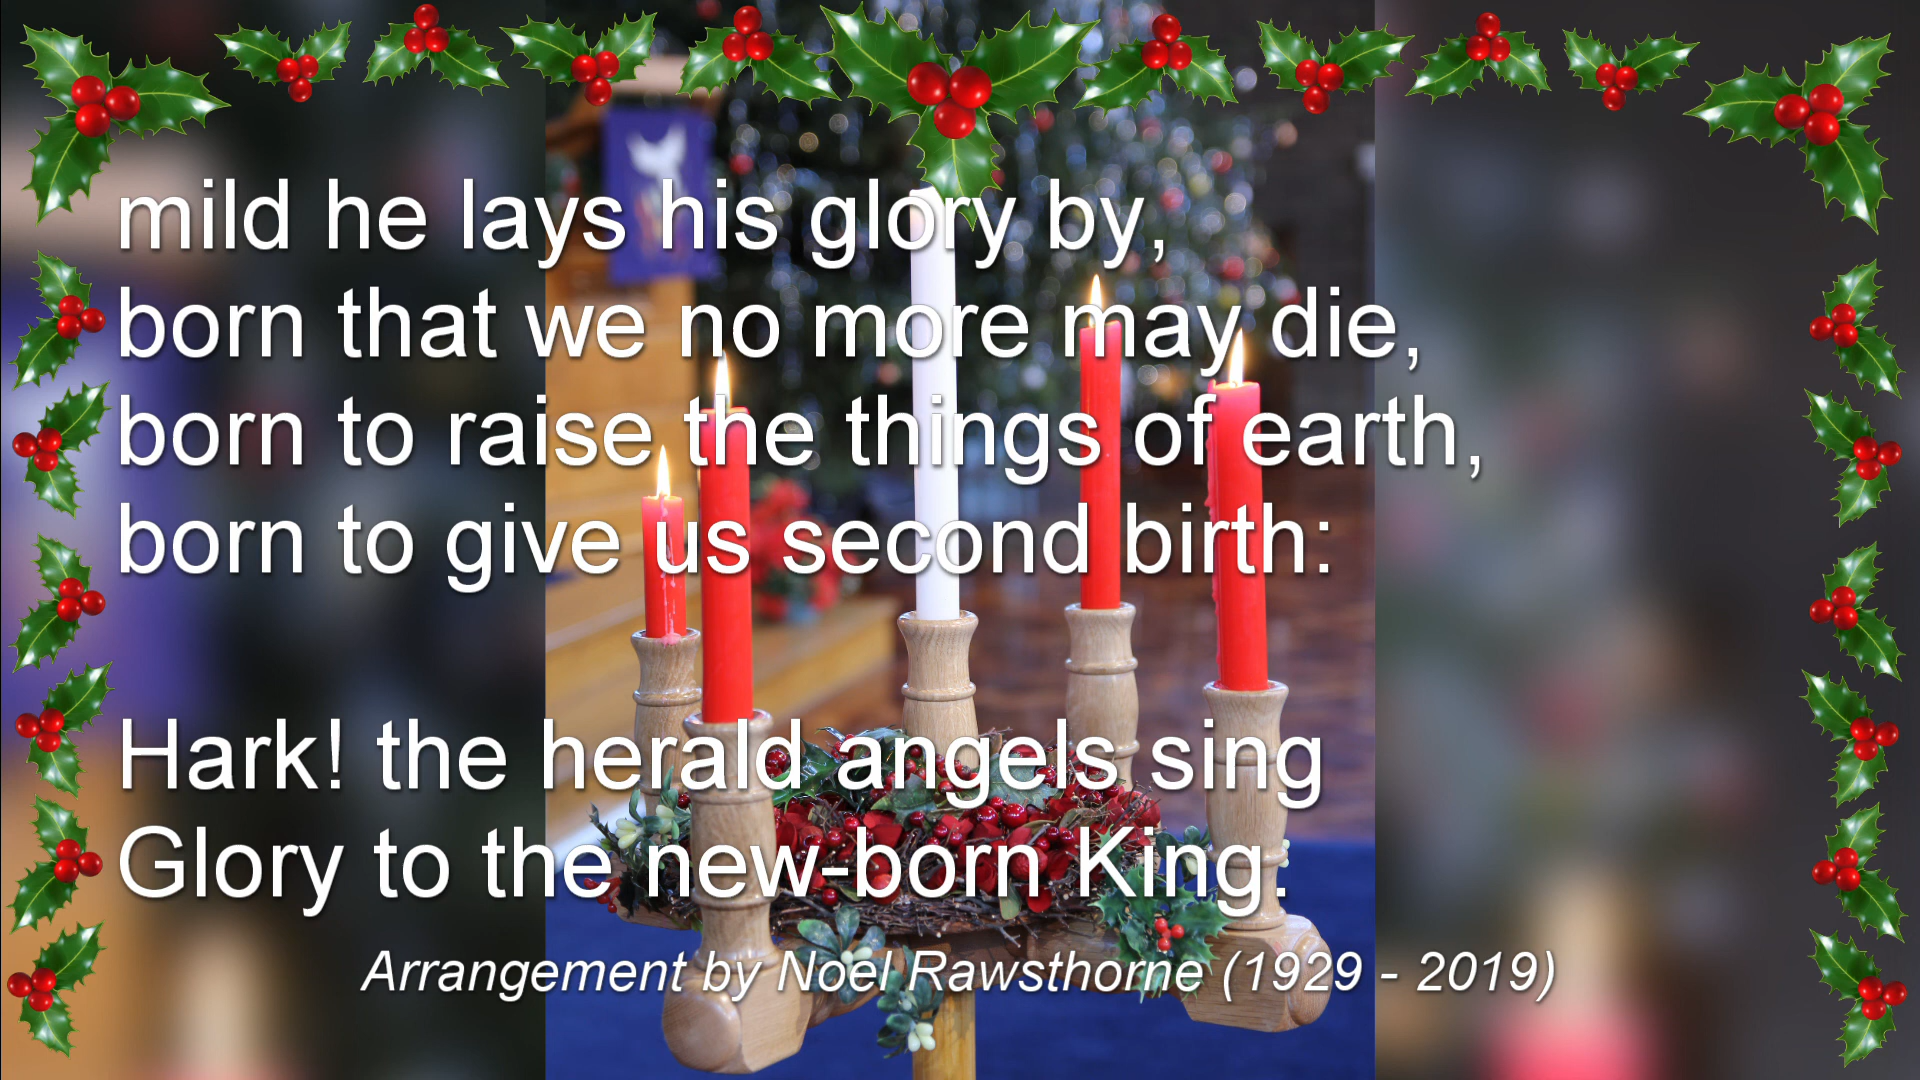 mild he lays his glory by,
born that we no more may die,
born to raise the things of earth,
born to give us second birth:
Hark! the herald angels sing
Glory to the new-born King.
Arrangement by Noel Rawsthorne (1929 - 2019)